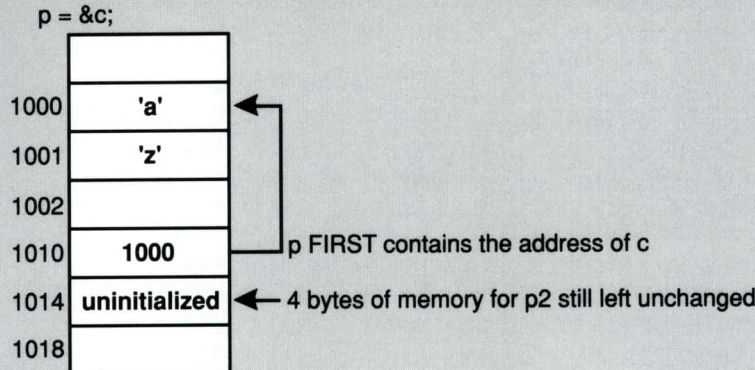 p = &c;
1000 'a'
1001 'z'
1002
1010 1000 p FIRST contains the address of c
1014 uninitialized 4 bytes of memory for p2 still left unchanged
1018